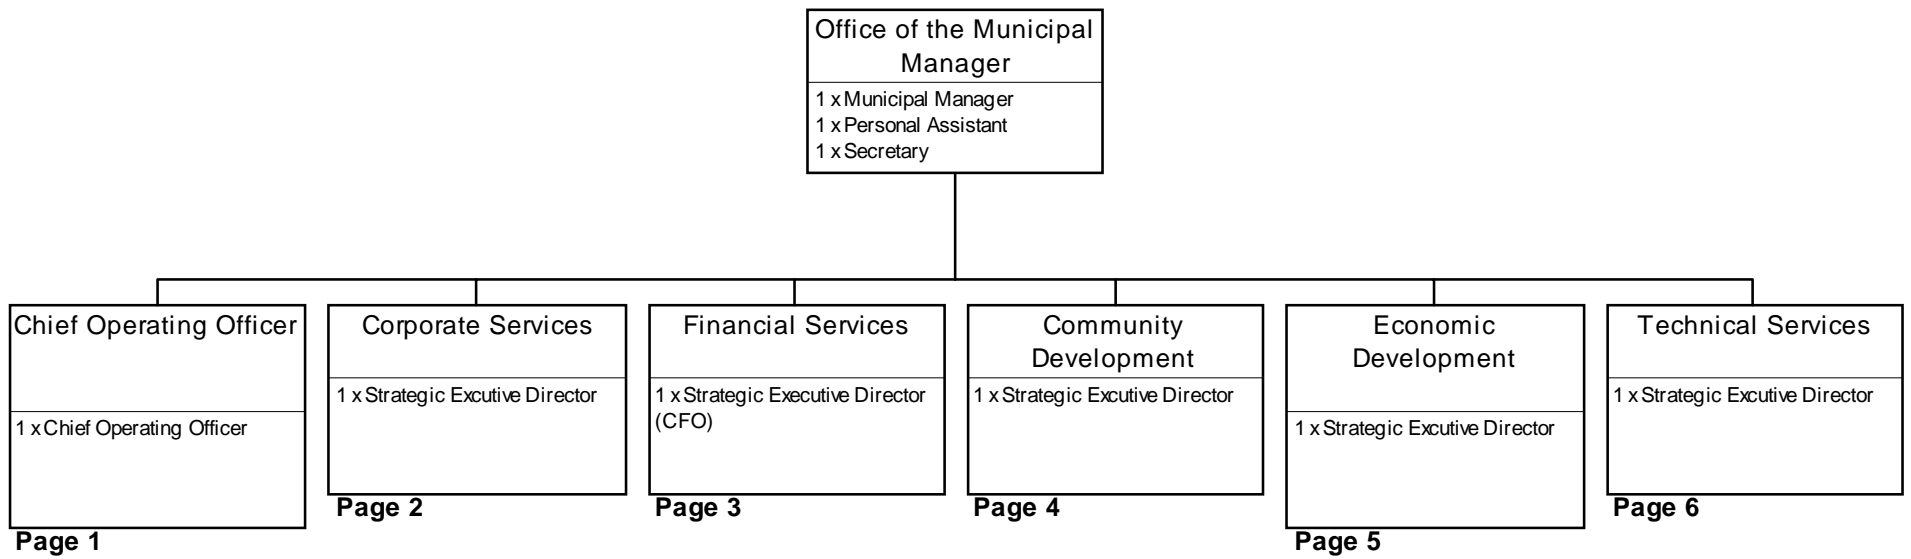 Office of the Municipal
Manager
1 x Municipal Manager
1 x Personal Assistant
1 x Secretary
Chief Operating Officer
1 x Chief Operating Officer
Page 1
Corporate Services
1 x Strategic Excutive Director
Page 2
Financial Services
1 x Strategic Executive Director
(CFO)
Page 3
Community
Development
1 x Strategic Excutive Director
Page 4
Economic
Development
1 x Strategic Excutive Director
Page 5
Technical Services
1 x Strategic Excutive Director
Page 6